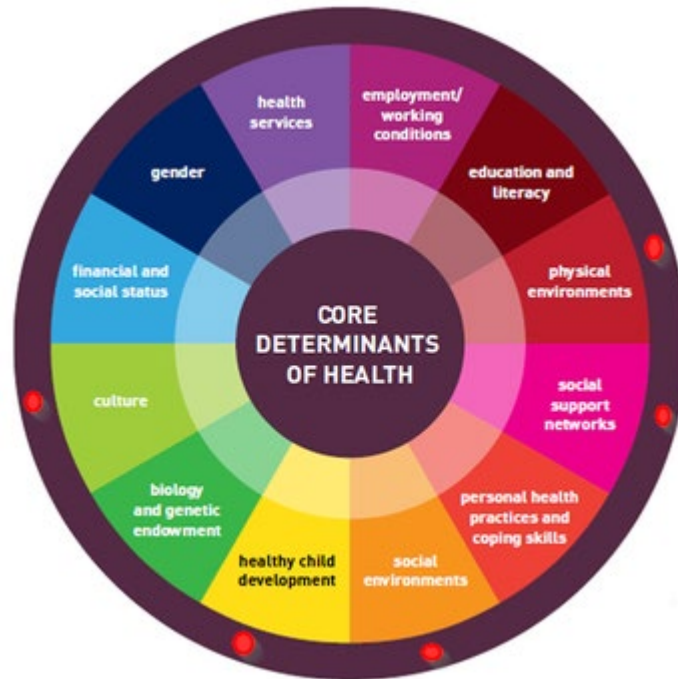 health
services
employment/
working
conditions
education and
literacy
physical
environments
social
support
networks
personal health
practices and
coping skills
social
environments
healthy child
development
biology
and genetic
endowment
culture
financial and
social status
gender
CORE
DETERMINANTS
OF HEALTH